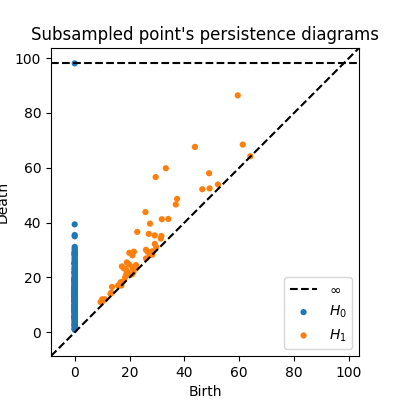 Subsampled point's persistence diagrams
100
80
60
40
20
0
Death
0 20 40 60 80 100
Birth
∞
H₀
H₁